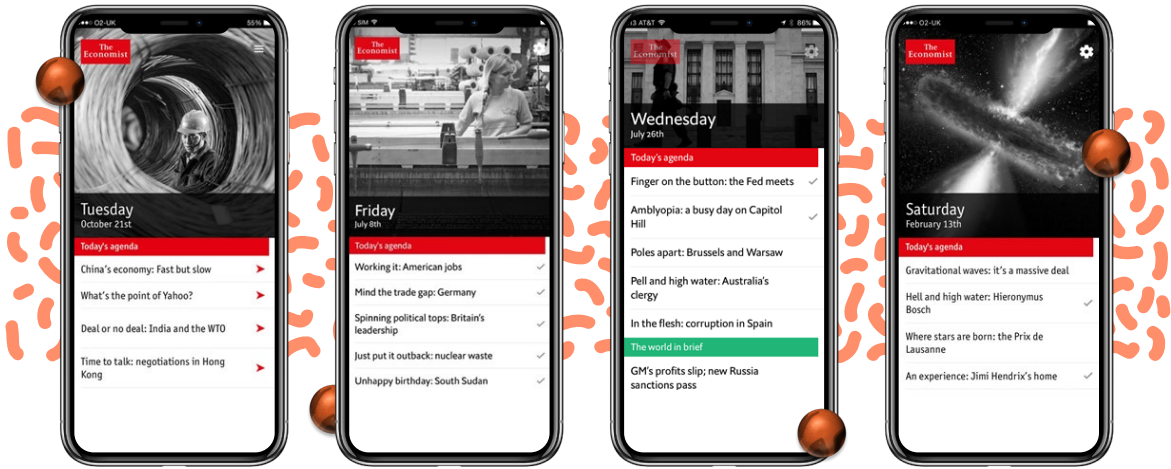 O2-UK
55%
The
Economist
Tuesday
October 21st
Today's agenda
China's economy: Fast but slow
What's the point of Yahoo?
Deal or no deal: India and the WTO
Time to talk: negotiations in Hong
Kong
SIM
The
Economist
Friday
July 8th
Today's agenda
Working it: American jobs
Mind the trade gap: Germany
Spinning political tops: Britain's
leadership
Just put it outback: nuclear waste
Unhappy birthday: South Sudan
AT&T
86%
The
Economist
Wednesday
July 26th
Today's agenda
Finger on the button: the Fed meets
Amblyopia: a busy day on Capitol
Hill
Poles apart: Brussels and Warsaw
Pell and high water: Australia's
clergy
In the flesh: corruption in Spain
The world in brief
GM's profits slip; new Russia
sanctions pass
O2-UK
The
Economist
Saturday
February 13th
Today's agenda
Gravitational waves: it's a massive deal
Hell and high water: Hieronymus
Bosch
Where stars are born: the Prix de
Lausanne
An experience: Jimi Hendrix's home